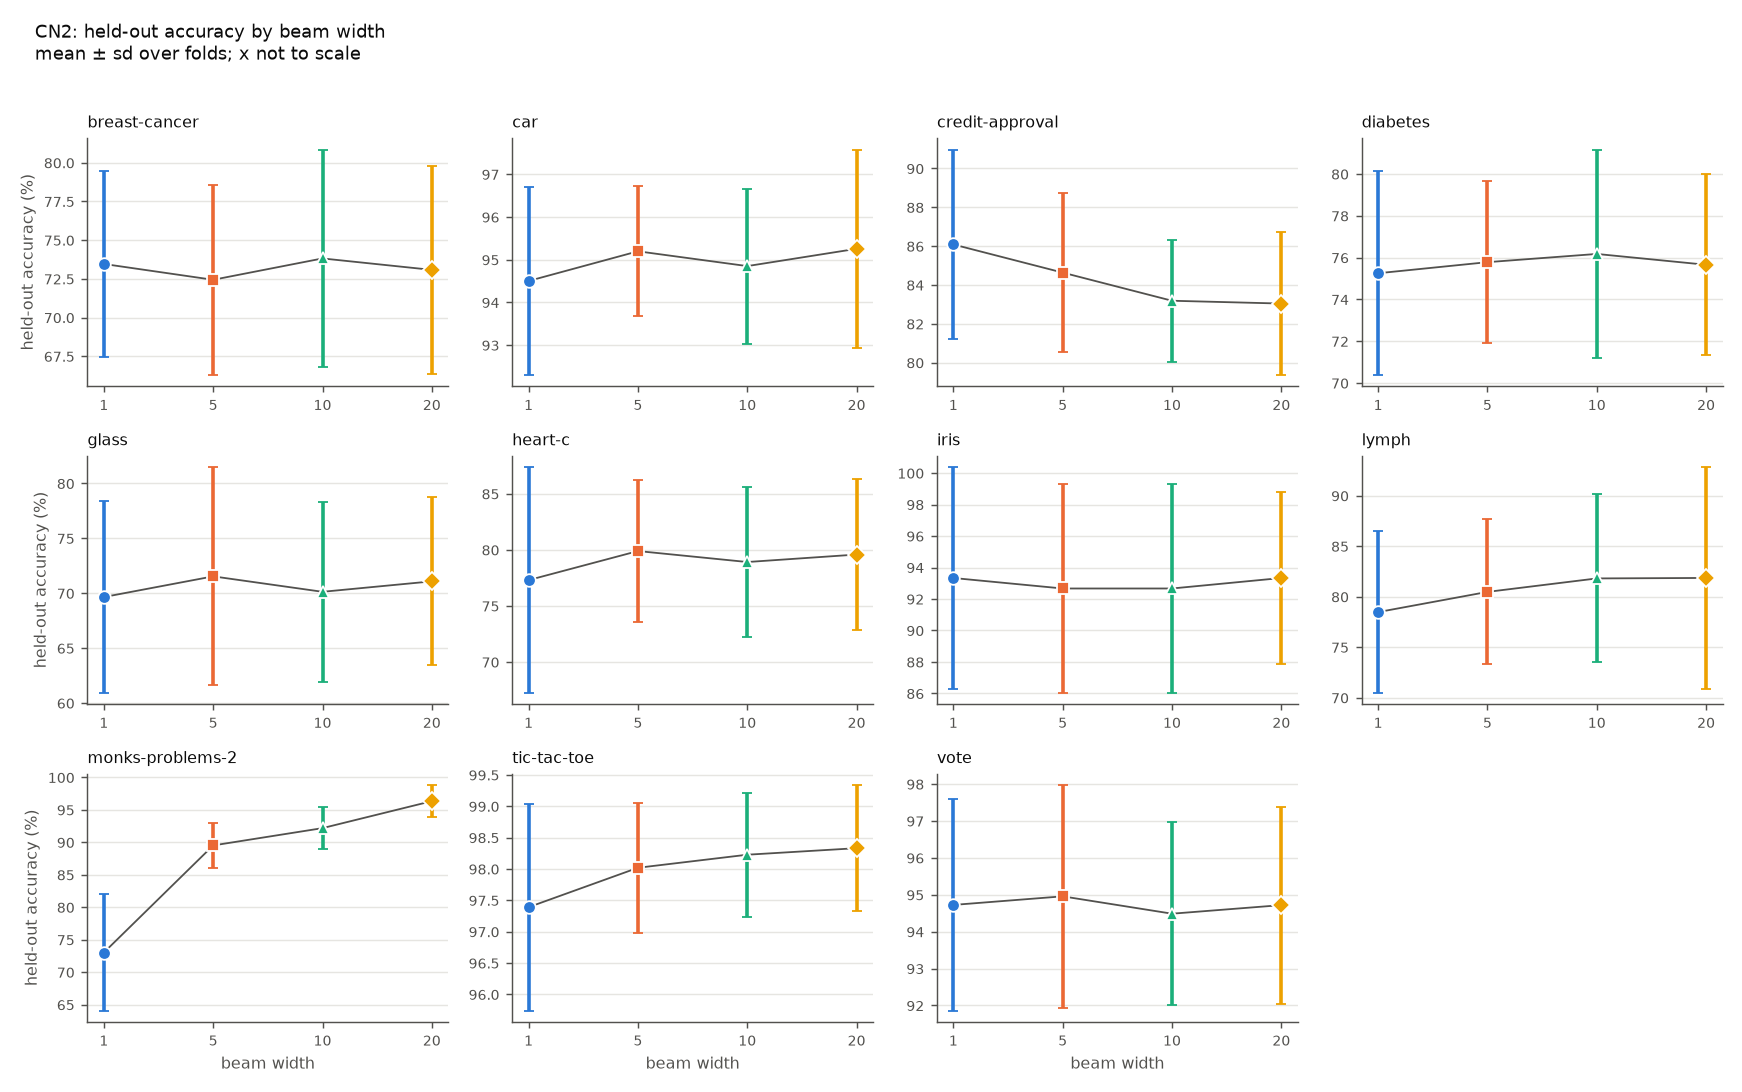 CN2: held-out accuracy by beam width
mean ± sd over folds; x not to scale
breast-cancer
held-out accuracy (%)
80.0
77.5
75.0
72.5
70.0
67.5
1 5 10 20
car
97
96
95
94
93
1 5 10 20
credit-approval
90
88
86
84
82
80
1 5 10 20
diabetes
80
78
76
74
72
70
1 5 10 20
glass
held-out accuracy (%)
80
75
70
65
60
1 5 10 20
heart-c
85
80
75
70
1 5 10 20
iris
100
98
96
94
92
90
88
86
1 5 10 20
lymph
90
85
80
75
70
1 5 10 20
monks-problems-2
held-out accuracy (%)
100
95
90
85
80
75
70
65
1 5 10 20
beam width
tic-tac-toe
99.5
99.0
98.5
98.0
97.5
97.0
96.5
96.0
1 5 10 20
beam width
vote
98
97
96
95
94
93
92
1 5 10 20
beam width